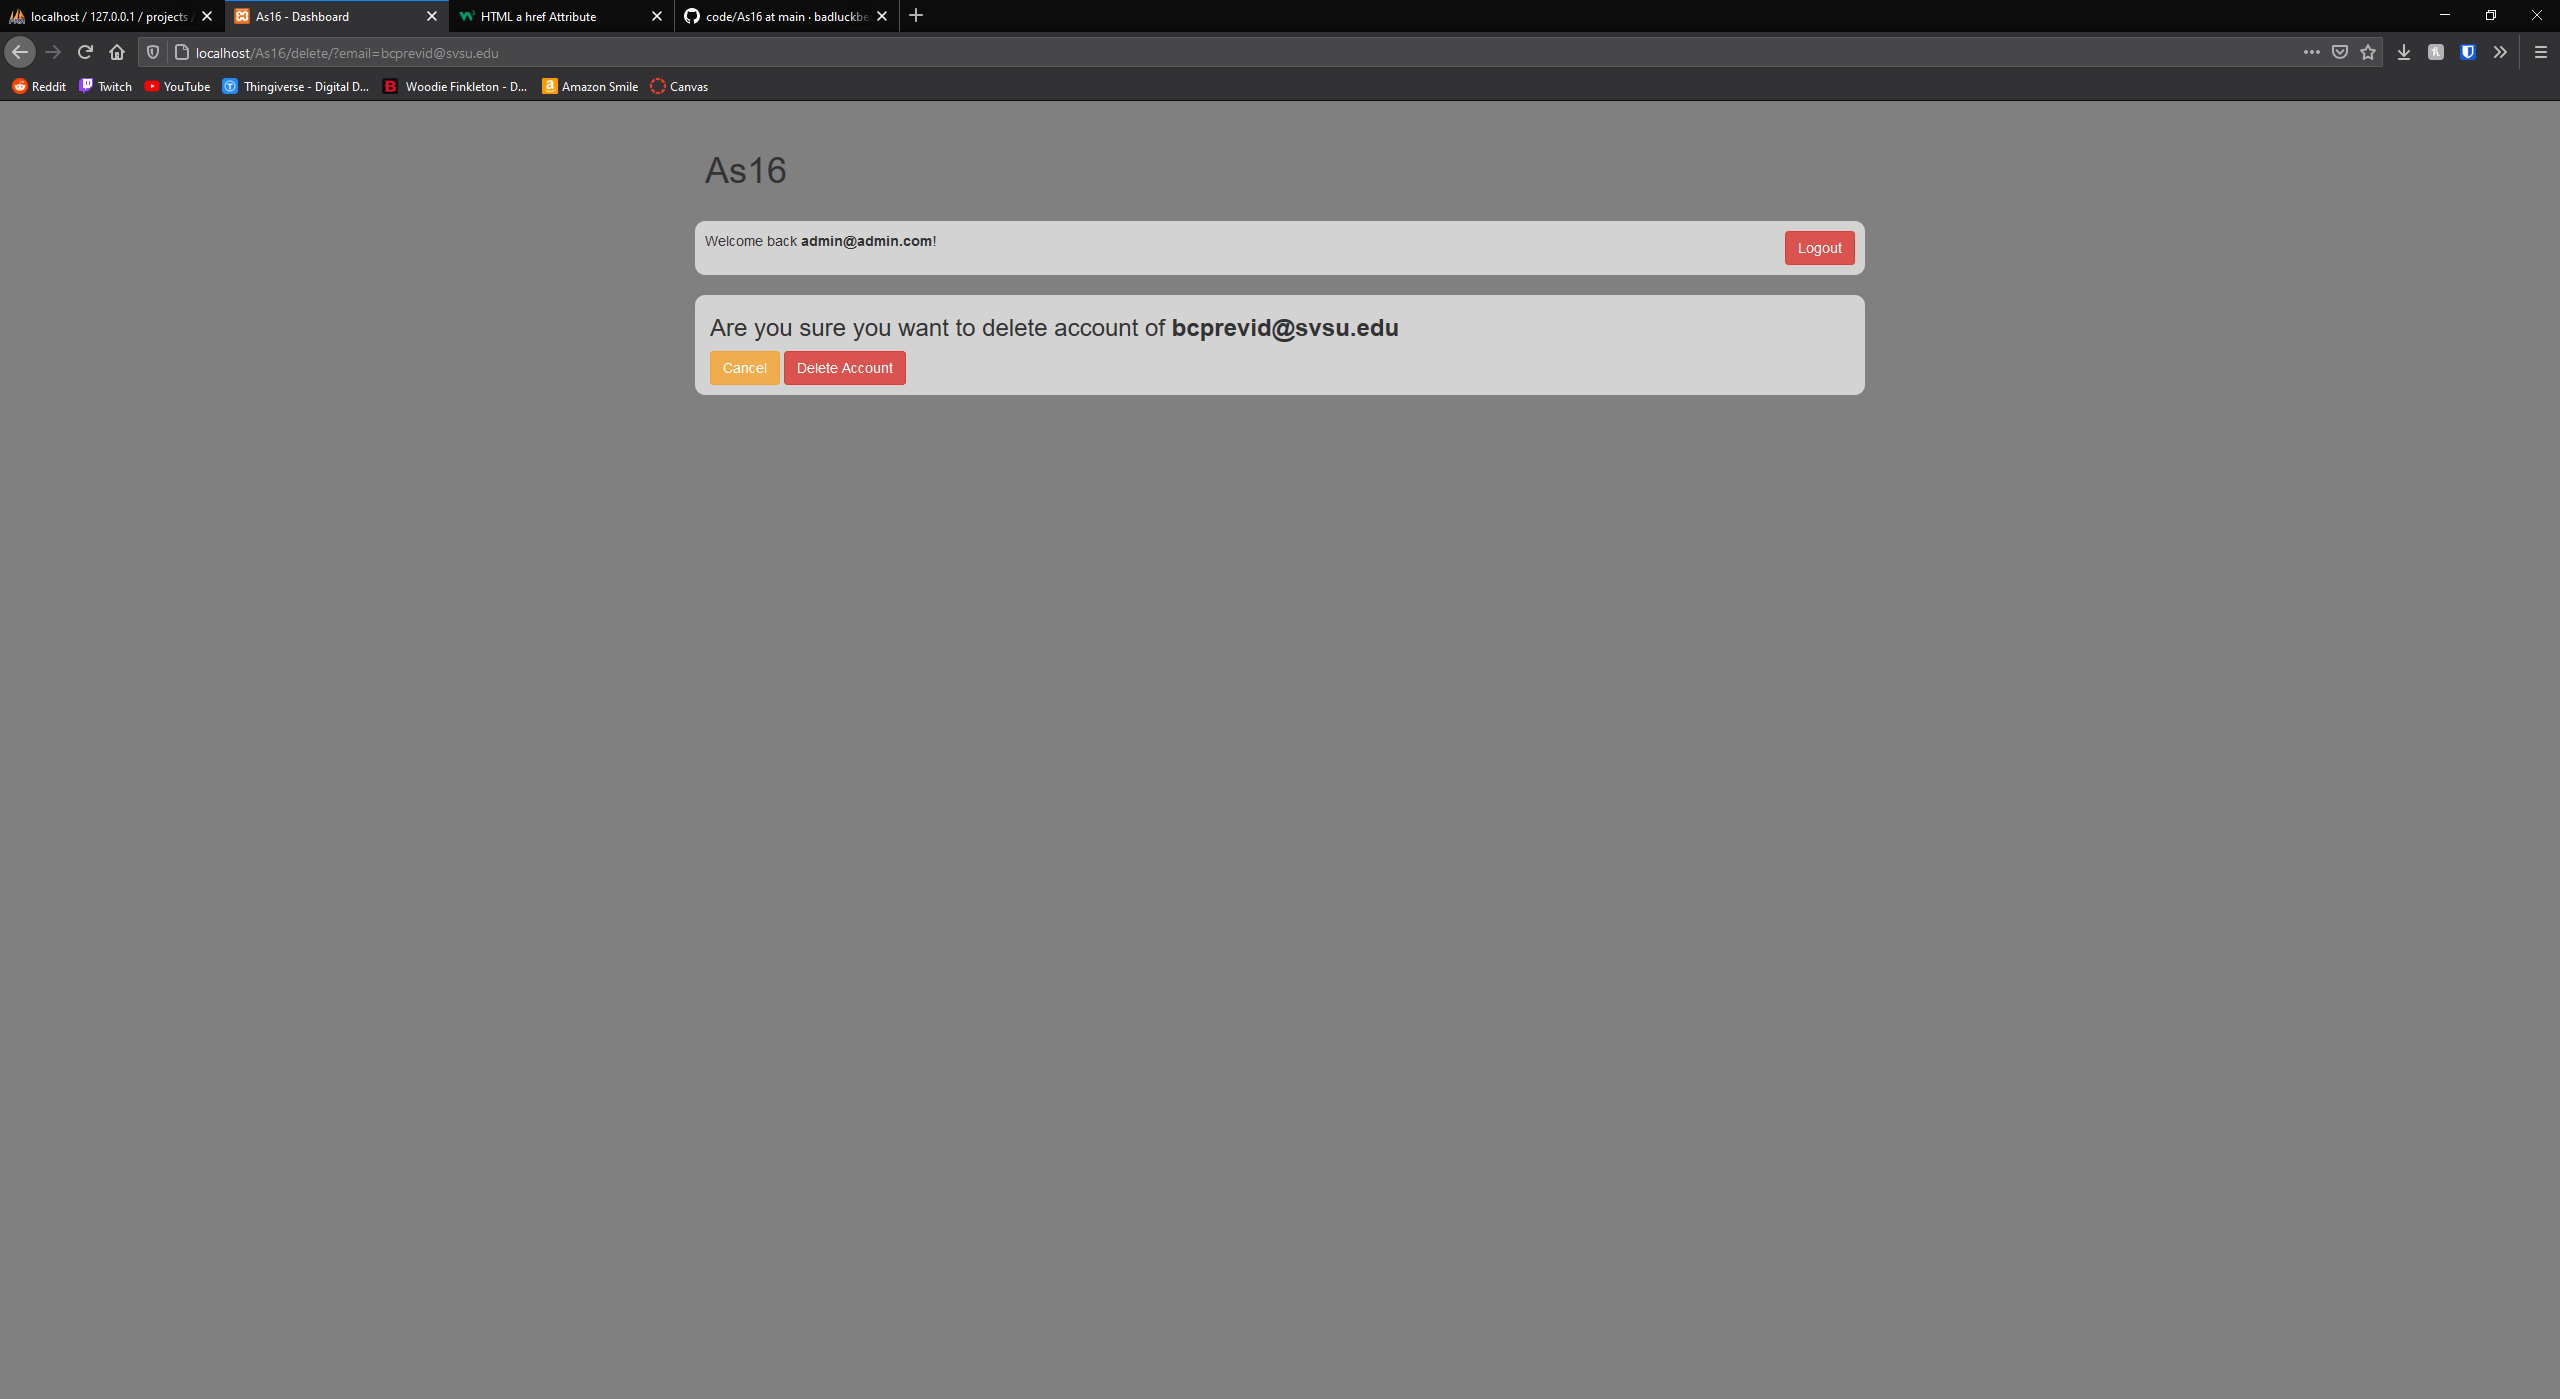 localhost / 127.0.0.1 / projects /
As16 - Dashboard
HTML a href Attribute
code/As16 at main · badluckbe
localhost/As16/delete/?email=bcprevid@svsu.edu
Reddit
Twitch
YouTube
Thingiverse - Digital D...
Woodie Finkleton - D...
Amazon Smile
Canvas
As16
Welcome back admin@admin.com!
Logout
Are you sure you want to delete account of bcprevid@svsu.edu
Cancel
Delete Account